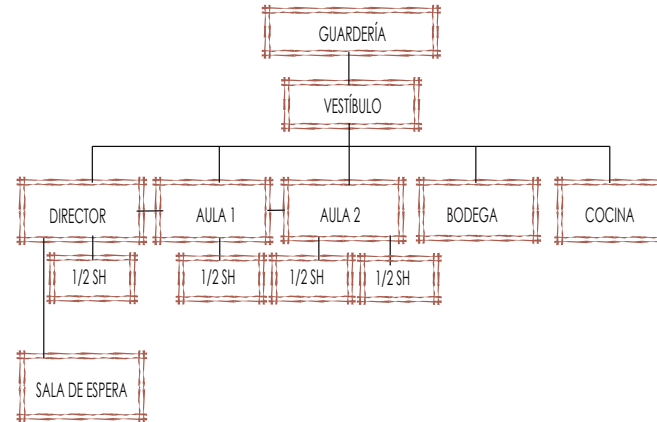 GUARDERÍA
VESTÍBULO
DIRECTOR
AULA 1
AULA 2
BODEGA
COCINA
1/2 SH
1/2 SH
1/2 SH
1/2 SH
SALA DE ESPERA